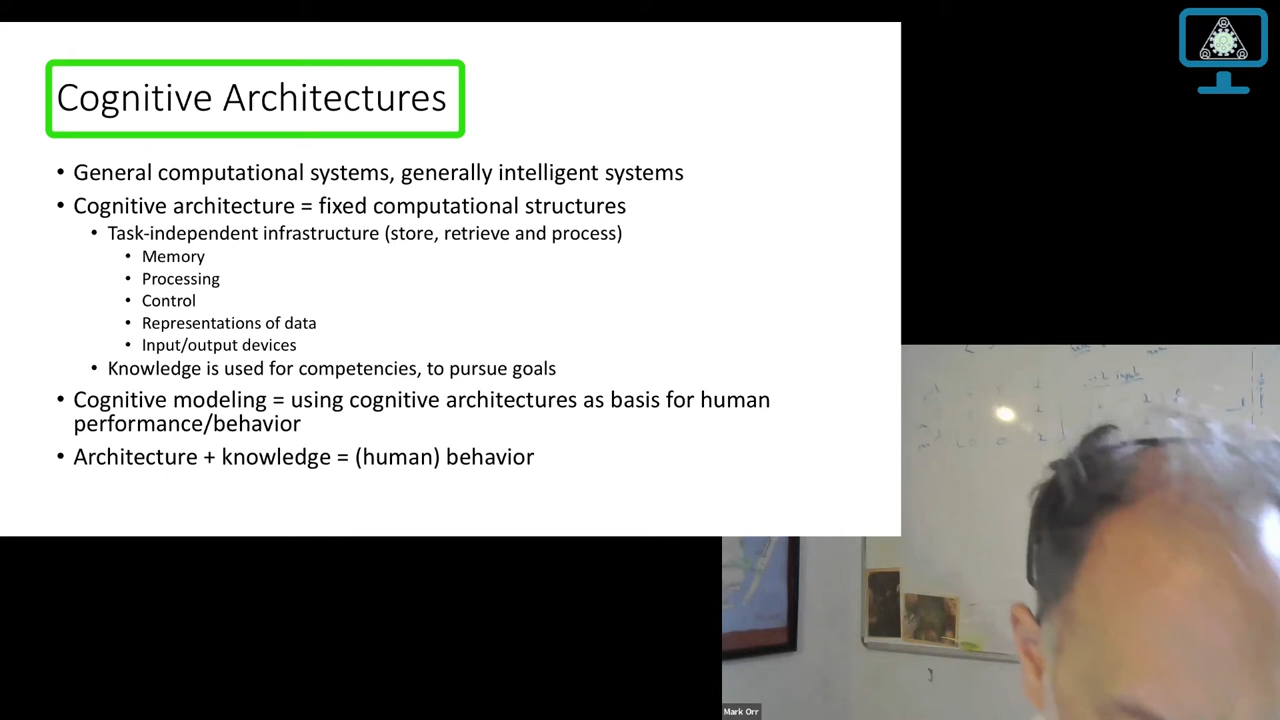 Cognitive Architectures
• General computational systems, generally intelligent systems
• Cognitive architecture = fixed computational structures
• Task-independent infrastructure (store, retrieve and process)
• Memory
• Processing
• Control
• Representations of data
• Input/output devices
• Knowledge is used for competencies, to pursue goals
• Cognitive modeling = using cognitive architectures as basis for human
performance/behavior
• Architecture + knowledge = (human) behavior
Mark Orr